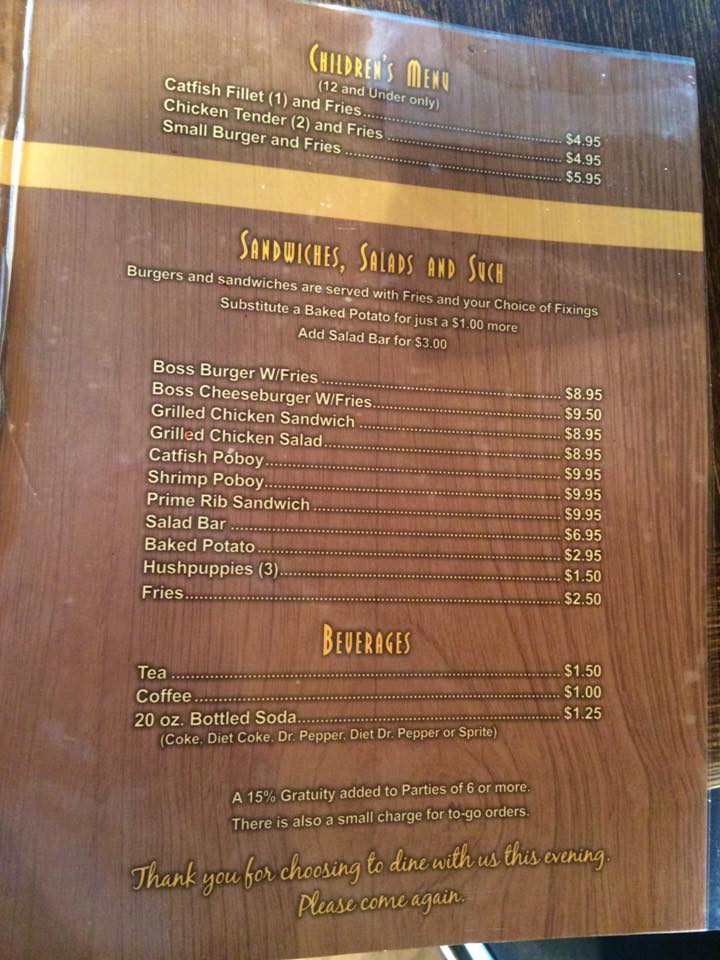 CHILDREN'S MENU
(12 and Under only)
Catfish Fillet (1) and Fries.......... $4.95
Chicken Tender (2) and Fries .......... $4.95
Small Burger and Fries .......... $5.95
SANDWICHES, SALADS AND SUCH
Burgers and sandwiches are served with Fries and your Choice of Fixings
Substitute a Baked Potato for just a $1.00 more
Add Salad Bar for $3.00
Boss Burger W/Fries .......... $8.95
Boss Cheeseburger W/Fries.......... $9.50
Grilled Chicken Sandwich .......... $8.95
Grilled Chicken Salad.......... $8.95
Catfish Poboy.......... $9.95
Shrimp Poboy.......... $9.95
Prime Rib Sandwich .......... $9.95
Salad Bar .......... $6.95
Baked Potato.......... $2.95
Hushpuppies (3).......... $1.50
Fries.......... $2.50
BEVERAGES
Tea .......... $1.50
Coffee .......... $1.00
20 oz. Bottled Soda.......... $1.25
(Coke, Diet Coke, Dr. Pepper, Diet Dr. Pepper or Sprite)
A 15% Gratuity added to Parties of 6 or more.
There is also a small charge for to-go orders.
Thank you for choosing to dine with us this evening.
Please come again.